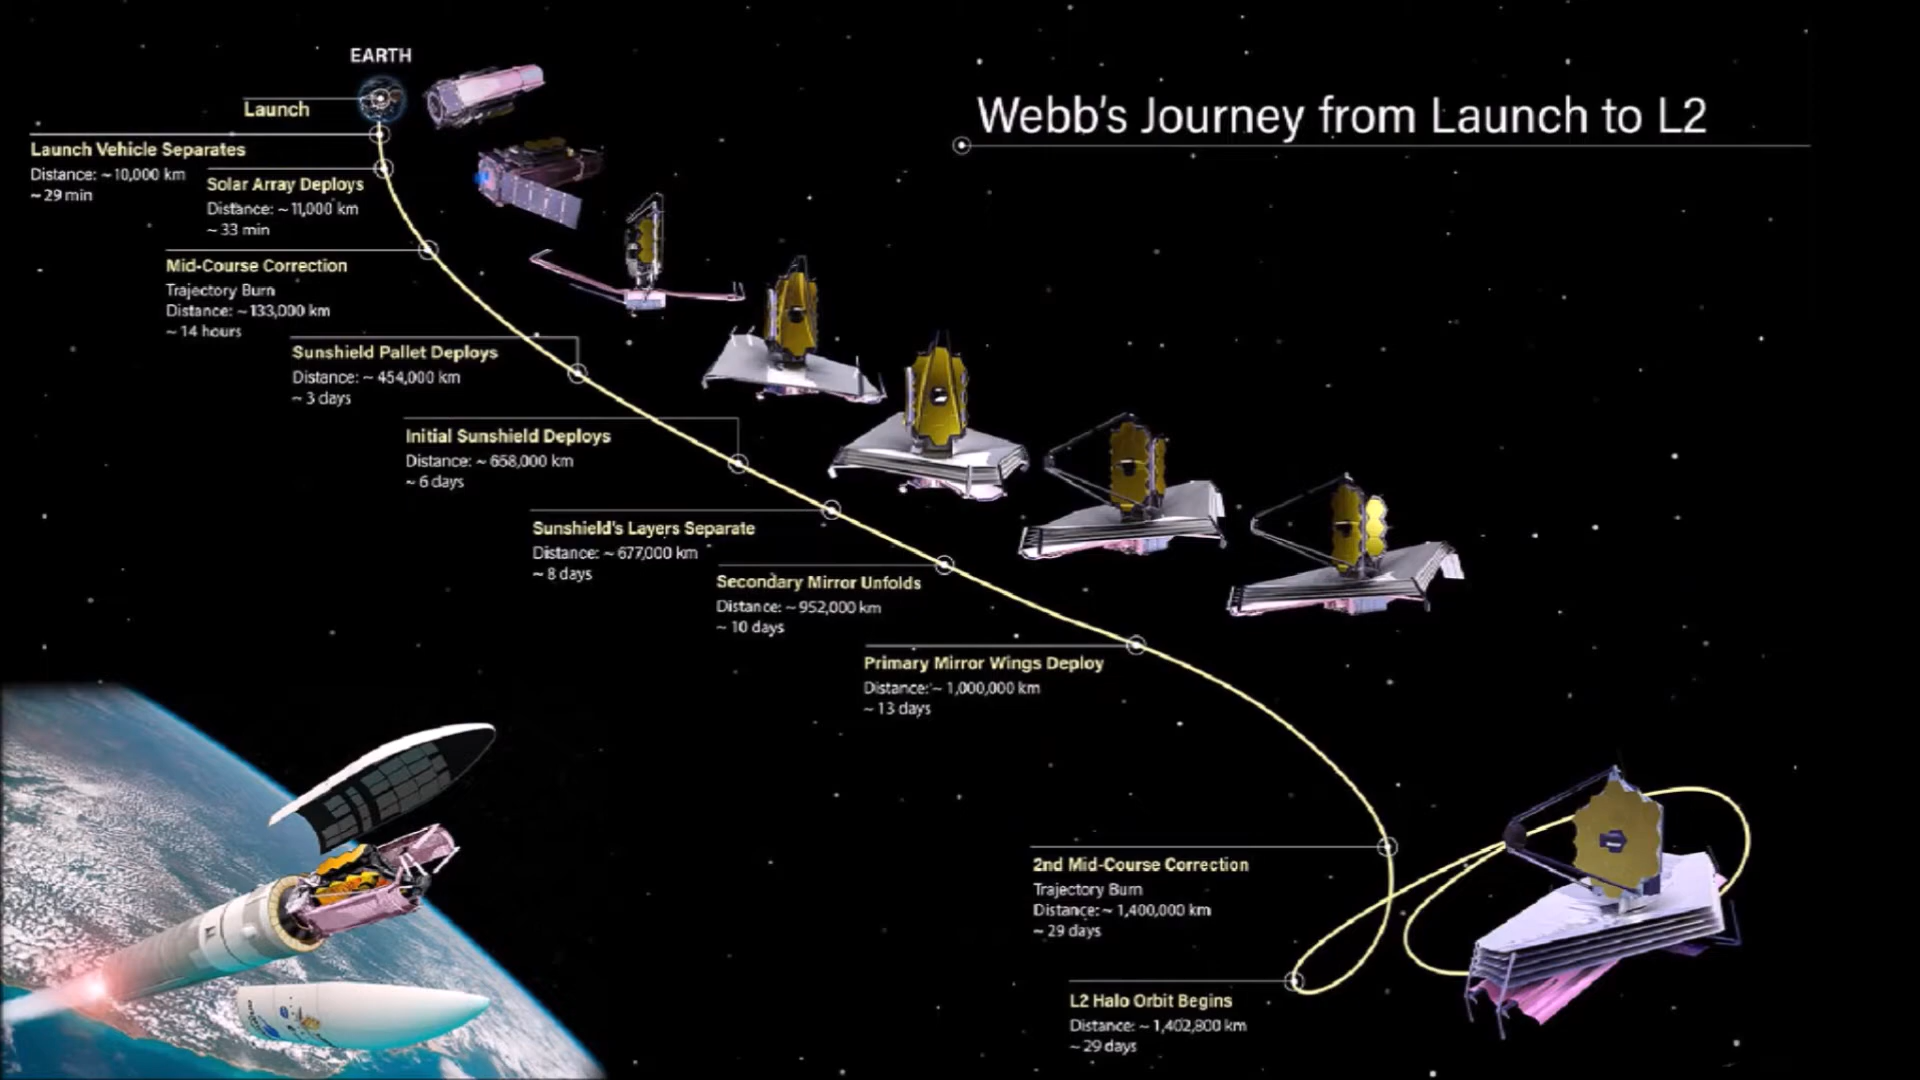 EARTH
Webb's Journey from Launch to L2
Launch
Launch Vehicle Separates
Distance: ~ 10,000 km
~ 29 min
Solar Array Deploys
Distance: ~ 11,000 km
~ 33 min
Mid-Course Correction
Trajectory Burn
Distance: ~ 133,000 km
~ 14 hours
Sunshield Pallet Deploys
Distance: ~ 454,000 km
~ 3 days
Initial Sunshield Deploys
Distance: ~ 658,000 km
~ 6 days
Sunshield's Layers Separate
Distance: ~ 677,000 km
~ 8 days
Secondary Mirror Unfolds
Distance: ~ 952,000 km
~ 10 days
Primary Mirror Wings Deploy
Distance: ~ 1,000,000 km
~ 13 days
2nd Mid-Course Correction
Trajectory Burn
Distance: ~ 1,400,000 km
~ 29 days
L2 Halo Orbit Begins
Distance: ~ 1,402,800 km
~ 29 days